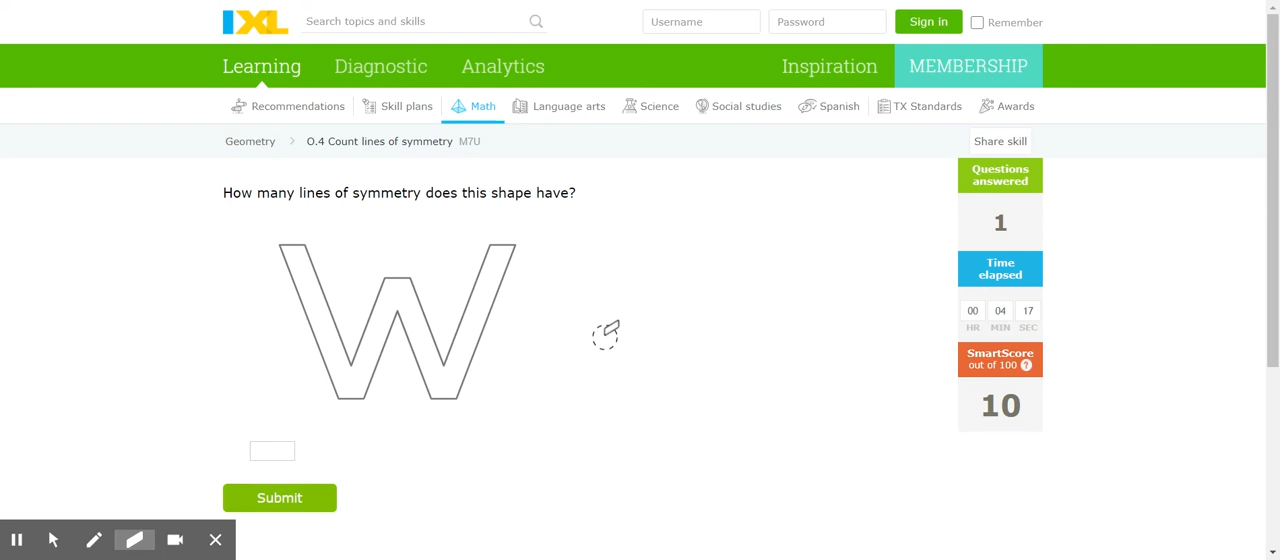 IXL
Search topics and skills
Username
Password
Sign in
Remember
Learning
Diagnostic
Analytics
Inspiration
MEMBERSHIP
Recommendations
Skill plans
Math
Language arts
Science
Social studies
Spanish
TX Standards
Awards
Geometry
O.4 Count lines of symmetry M7U
Share skill
How many lines of symmetry does this shape have?
W
Submit
Questions
answered
1
Time
elapsed
00 04 17
HR MIN SEC
SmartScore
out of 100 ?
10